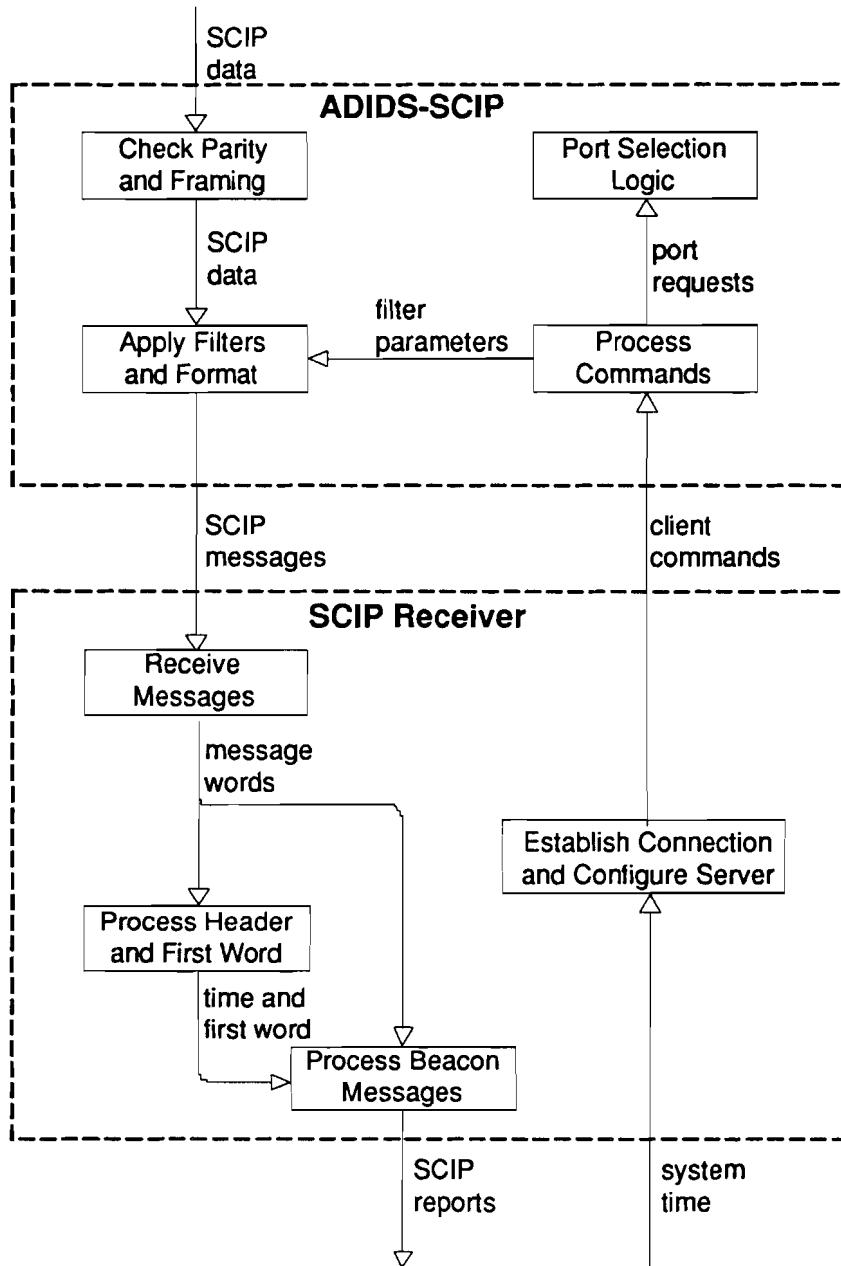 SCIP
data
ADIDS-SCIP
Check Parity
and Framing
Port Selection
Logic
SCIP
data
port
requests
filter
parameters
Apply Filters
and Format
Process
Commands
SCIP
messages
client
commands
SCIP Receiver
Receive
Messages
message
words
Establish Connection
and Configure Server
Process Header
and First Word
time and
first word
Process Beacon
Messages
SCIP
reports
system
time